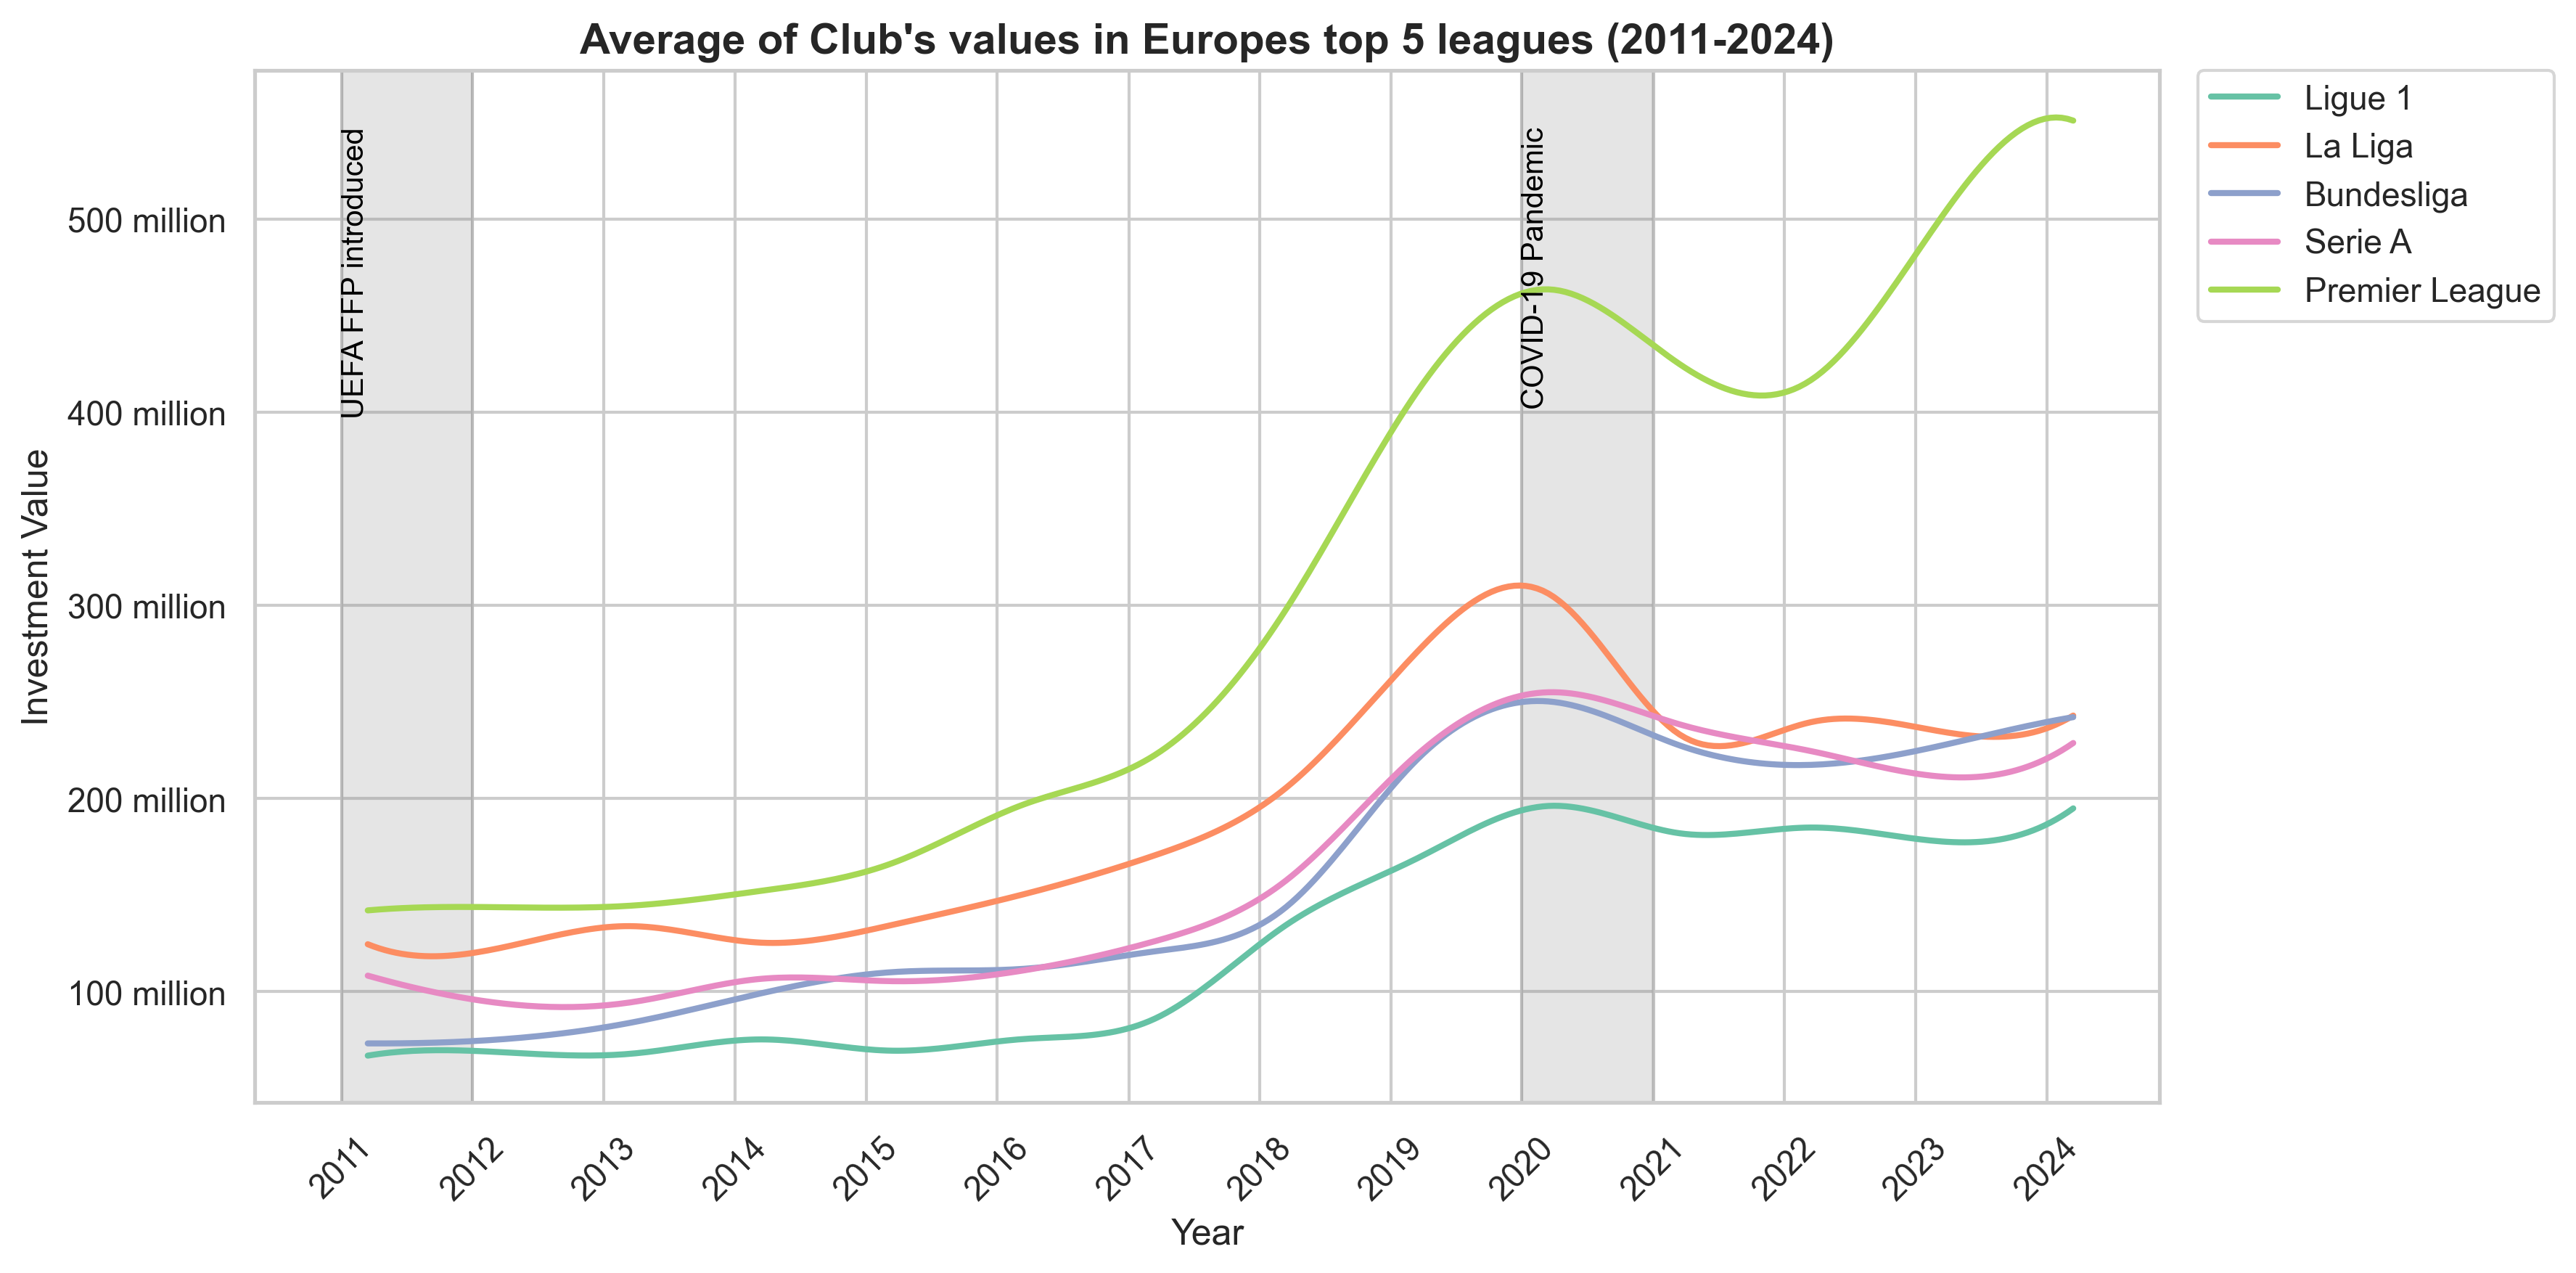 Average of Club's values in Europes top 5 leagues (2011-2024)
Ligue 1
La Liga
Bundesliga
Serie A
Premier League
UEFA FFP introduced
COVID-19 Pandemic
500 million
400 million
300 million
200 million
100 million
Investment Value
2011
2012
2013
2014
2015
2016
2017
2018
2019
2020
2021
2022
2023
2024
Year